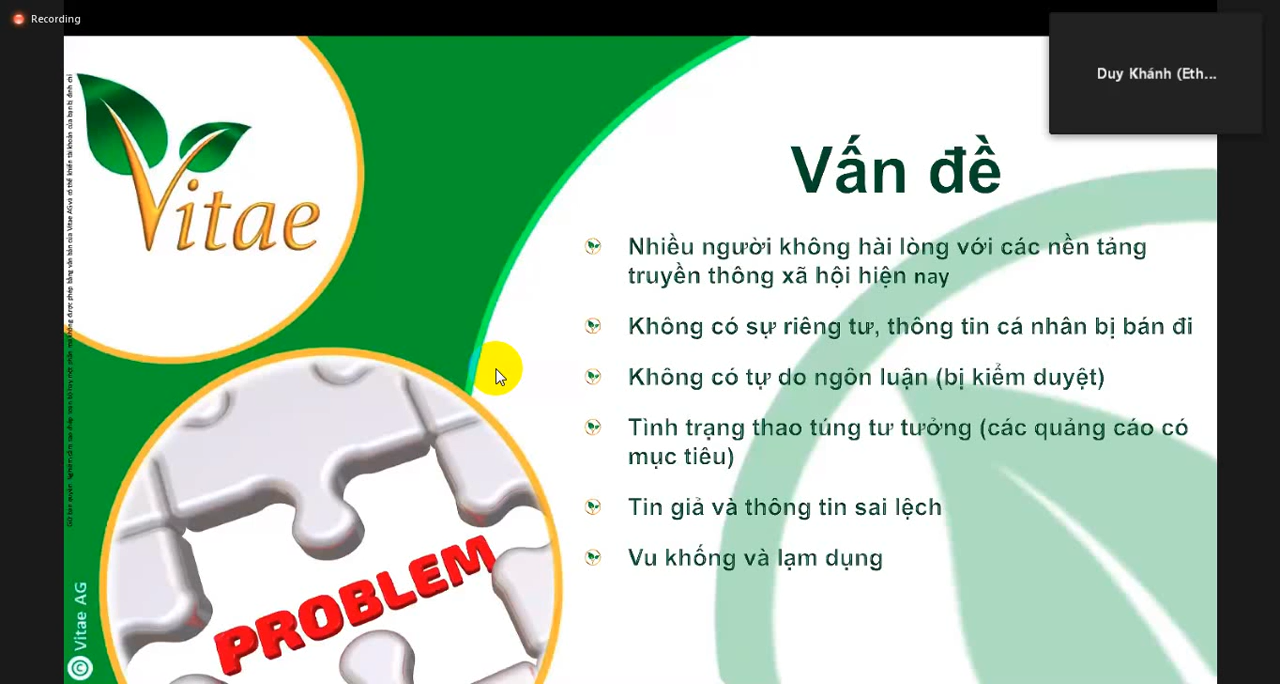 Recording
Duy Khánh (Eth...
Vitae
Vấn đề
Nhiều người không hài lòng với các nền tảng
truyền thông xã hội hiện nay
Không có sự riêng tư, thông tin cá nhân bị bán đi
Không có tự do ngôn luận (bị kiểm duyệt)
Tình trạng thao túng tư tưởng (các quảng cáo có
mục tiêu)
Tin giả và thông tin sai lệch
Vu khống và lạm dụng
PROBLEM
© Vitae AG